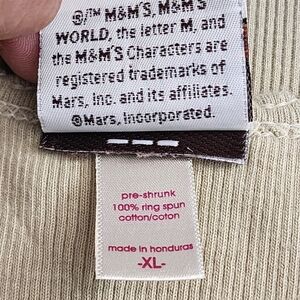 ®/™ M&M'S, M&M'S
WORLD, the letter M, and
the M&M'S Characters are
registered trademarks of
Mars, Inc. and its affiliates.
©Mars, Incorporated.
pre-shrunk
100% ring spun
cotton/coton
made in honduras
-XL-